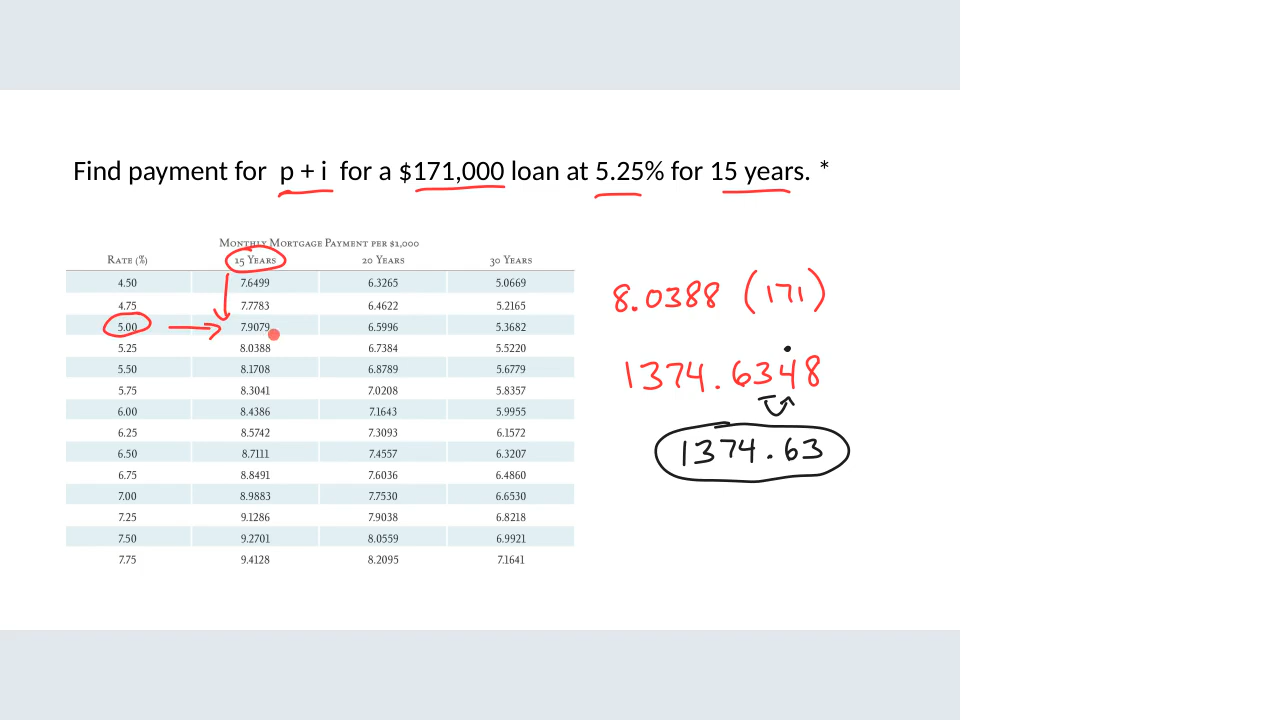 Find payment for p + i for a $171,000 loan at 5.25% for 15 years. *
Monthly Mortgage Payment per $1,000
Rate (%) 15 Years 20 Years 30 Years
4.50 7.6499 6.3265 5.0669
4.75 7.7783 6.4622 5.2165
5.00 7.9079 6.5996 5.3682
5.25 8.0388 6.7384 5.5220
5.50 8.1708 6.8789 5.6779
5.75 8.3041 7.0208 5.8357
6.00 8.4386 7.1643 5.9955
6.25 8.5742 7.3093 6.1572
6.50 8.7111 7.4557 6.3207
6.75 8.8491 7.6036 6.4860
7.00 8.9883 7.7530 6.6530
7.25 9.1286 7.9038 6.8218
7.50 9.2701 8.0559 6.9921
7.75 9.4128 8.2095 7.1641
8.0388 (171)
1374.6348
1374.63